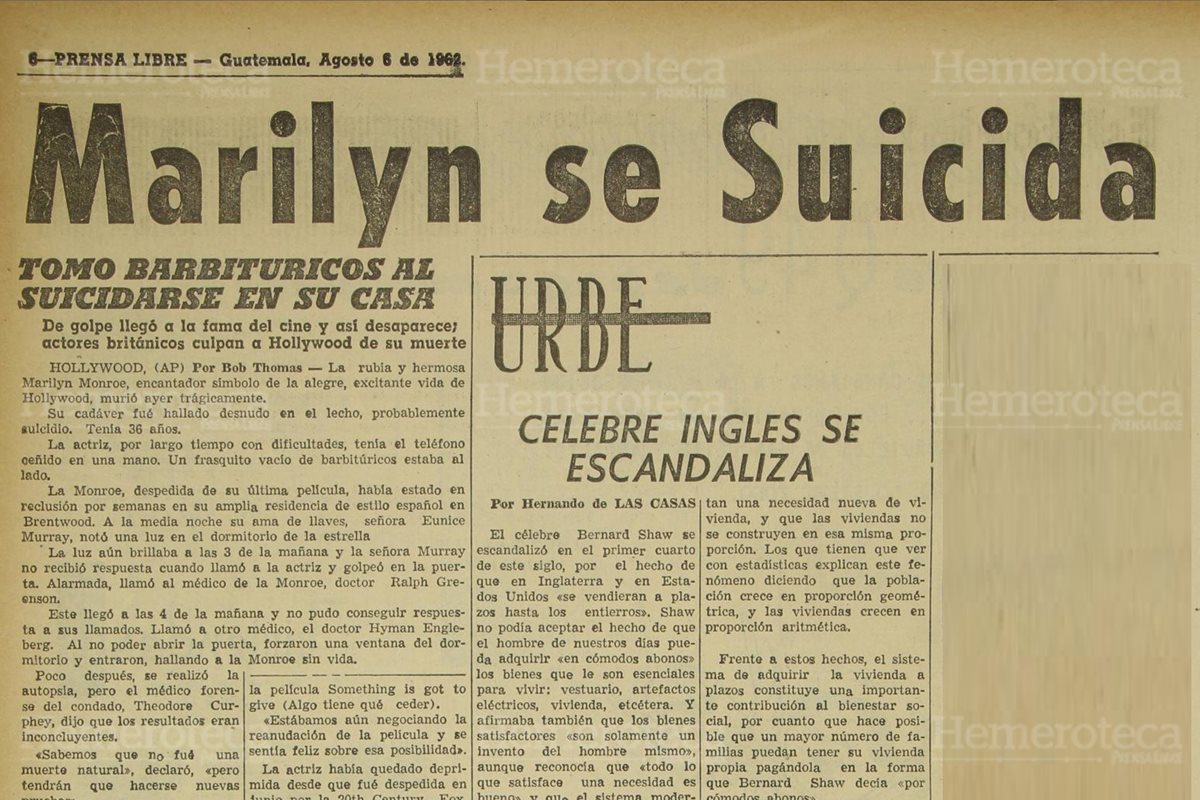 6—PRENSA LIBRE — Guatemala, Agosto 6 de 1962.
Hemeroteca
PRENSA LIBRE
Hemeroteca
PRENSA LIBRE
Marilyn se Suicida
TOMO BARBITURICOS AL
SUICIDARSE EN SU CASA
De golpe llegó a la fama del cine y así desaparece;
actores británicos culpan a Hollywood de su muerte
HOLLYWOOD, (AP) Por Bob Thomas — La rubia y hermosa
Marilyn Monroe, encantador símbolo de la alegre, excitante vida de
Hollywood, murió ayer trágicamente.
Su cadáver fué hallado desnudo en el lecho, probablemente
suicidio. Tenía 36 años.
La actriz, por largo tiempo con dificultades, tenía el teléfono
ceñido en una mano. Un frasquito vacío de barbitúricos estaba al
lado.
La Monroe, despedida de su última película, había estado en
reclusión por semanas en su amplia residencia de estilo español en
Brentwood. A la media noche su ama de llaves, señora Eunice
Murray, notó una luz en el dormitorio de la estrella
La luz aún brillaba a las 3 de la mañana y la señora Murray
no recibió respuesta cuando llamó a la actriz y golpeó en la puer-
ta. Alarmada, llamó al médico de la Monroe, doctor Ralph Gre-
enson.
Este llegó a las 4 de la mañana y no pudo conseguir respues-
ta a sus llamados. Llamó a otro médico, el doctor Hyman Engle-
berg. Al no poder abrir la puerta, forzaron una ventana del dor-
mitorio y entraron, hallando a la Monroe sin vida.
Poco después, se realizó la
autopsia, pero el médico foren-
se del condado, Theodore Cur-
phey, dijo que los resultados eran
inconcluyentes.
«Sabemos que no fué una
muerte natural», declaró, «pero
tendrán que hacerse nuevas
la película Something is got to
give (Algo tiene qué ceder).
«Estábamos aún negociando la
reanudación de la película y se
sentía feliz sobre esa posibilidad».
La actriz había quedado depri-
mida desde que fué despedida en
junio por la 20th Century Fox
URBE
CELEBRE INGLES SE
ESCANDALIZA
Por Hernando de LAS CASAS
El célebre Bernard Shaw se
escandalizó en el primer cuarto
de este siglo, por el hecho de
que en Inglaterra y en Esta-
dos Unidos «se vendieran a pla-
zos hasta los entierros». Shaw
no podía aceptar el hecho de que
el hombre de nuestros días pue-
da adquirir «en cómodos abonos»
los bienes que le son esenciales
para vivir: vestuario, artefactos
eléctricos, vivienda, etcétera. Y
afirmaba también que los bienes
satisfactores «son solamente un
invento del hombre mismo»,
aunque reconocía que «todo lo
que satisface una necesidad es
bueno» y que el sistema moder-
tan una necesidad nueva de vi-
vienda, y que las viviendas no
se construyen en esa misma pro-
porción. Los que tienen que ver
con estadísticas explican este fe-
nómeno diciendo que la pobla-
ción crece en proporción geomé-
trica, y las viviendas crecen en
proporción aritmética.
Frente a estos hechos, el siste-
ma de adquirir la vivienda a
plazos constituye una importan-
te contribución al bienestar so-
cial, por cuanto que hace posi-
ble que un mayor número de fa-
milias puedan tener su vivienda
propia pagándola en la forma
que Bernard Shaw decía «por
cómodos abonos».
Hemeroteca
PRENSA LIBRE